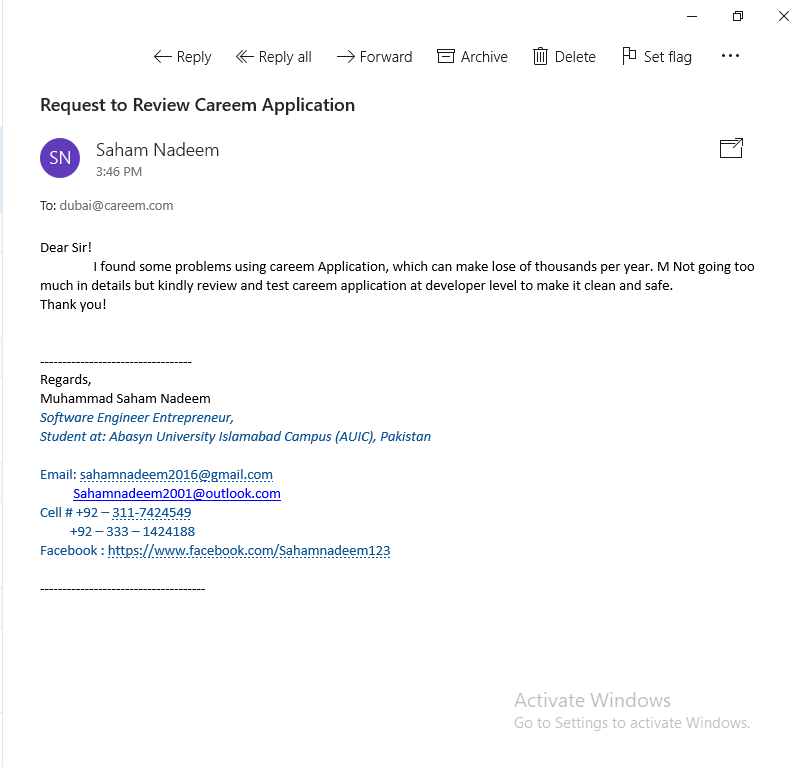 Reply
Reply all
Forward
Archive
Delete
Set flag
Request to Review Careem Application
SN
Saham Nadeem
3:46 PM
To: dubai@careem.com
Dear Sir!
I found some problems using careem Application, which can make lose of thousands per year. M Not going too
much in details but kindly review and test careem application at developer level to make it clean and safe.
Thank you!
----------------------------------
Regards,
Muhammad Saham Nadeem
Software Engineer Entrepreneur,
Student at: Abasyn University Islamabad Campus (AUIC), Pakistan
Email: sahamnadeem2016@gmail.com
Sahamnadeem2001@outlook.com
Cell # +92 – 311-7424549
+92 – 333 – 1424188
Facebook : https://www.facebook.com/Sahamnadeem123
-------------------------------------
Activate Windows
Go to Settings to activate Windows.